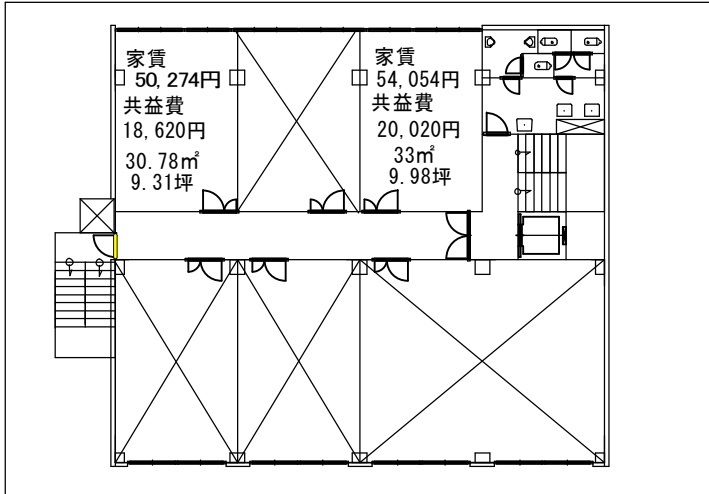 家賃
50,274円
共益費
18,620円
30.78㎡
9.31坪
家賃
54,054円
共益費
20,020円
33㎡
9.98坪